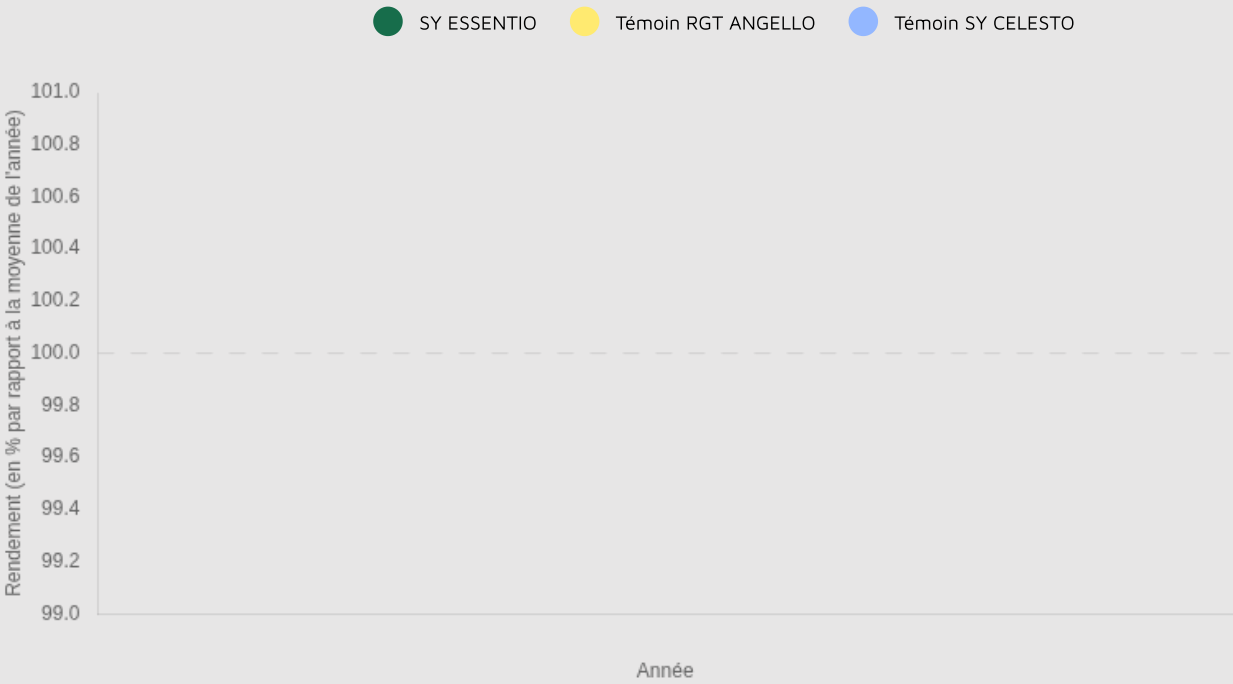 SY ESSENTIO
Témoin RGT ANGELLO
Témoin SY CELESTO
Rendement (en % par rapport à la moyenne de l'année)
101.0
100.8
100.6
100.4
100.2
100.0
99.8
99.6
99.4
99.2
99.0
Année